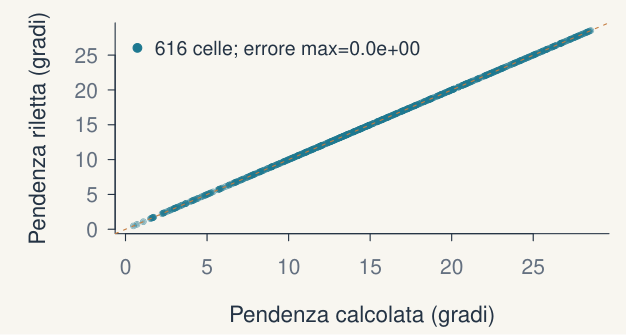 616 celle; errore max=0.0e+00
Pendenza riletta (gradi)
25
20
15
10
5
0
0 5 10 15 20 25
Pendenza calcolata (gradi)